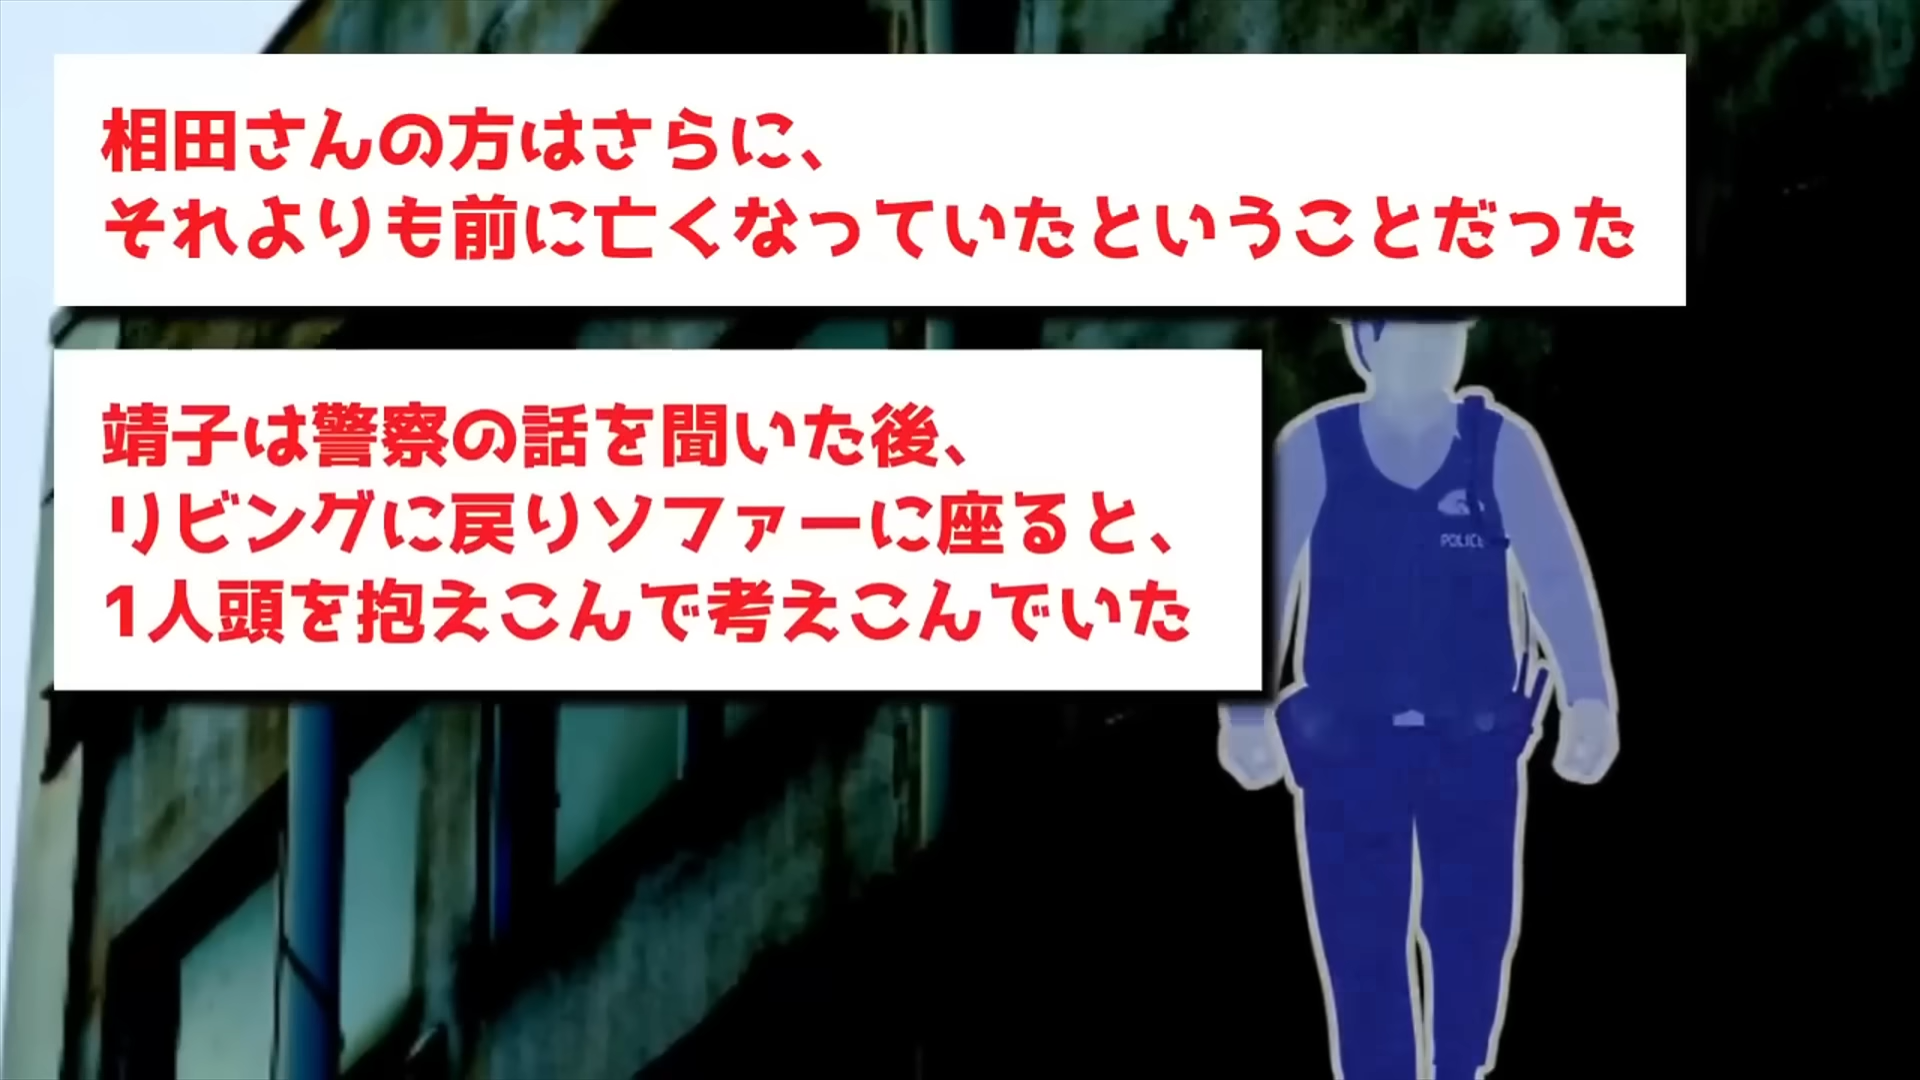 相田さんの方はさらに、
それよりも前に亡くなっていたということだった
靖子は警察の話を聞いた後、
リビングに戻りソファーに座ると、
1人頭を抱えこんで考えこんでいた
POLICE